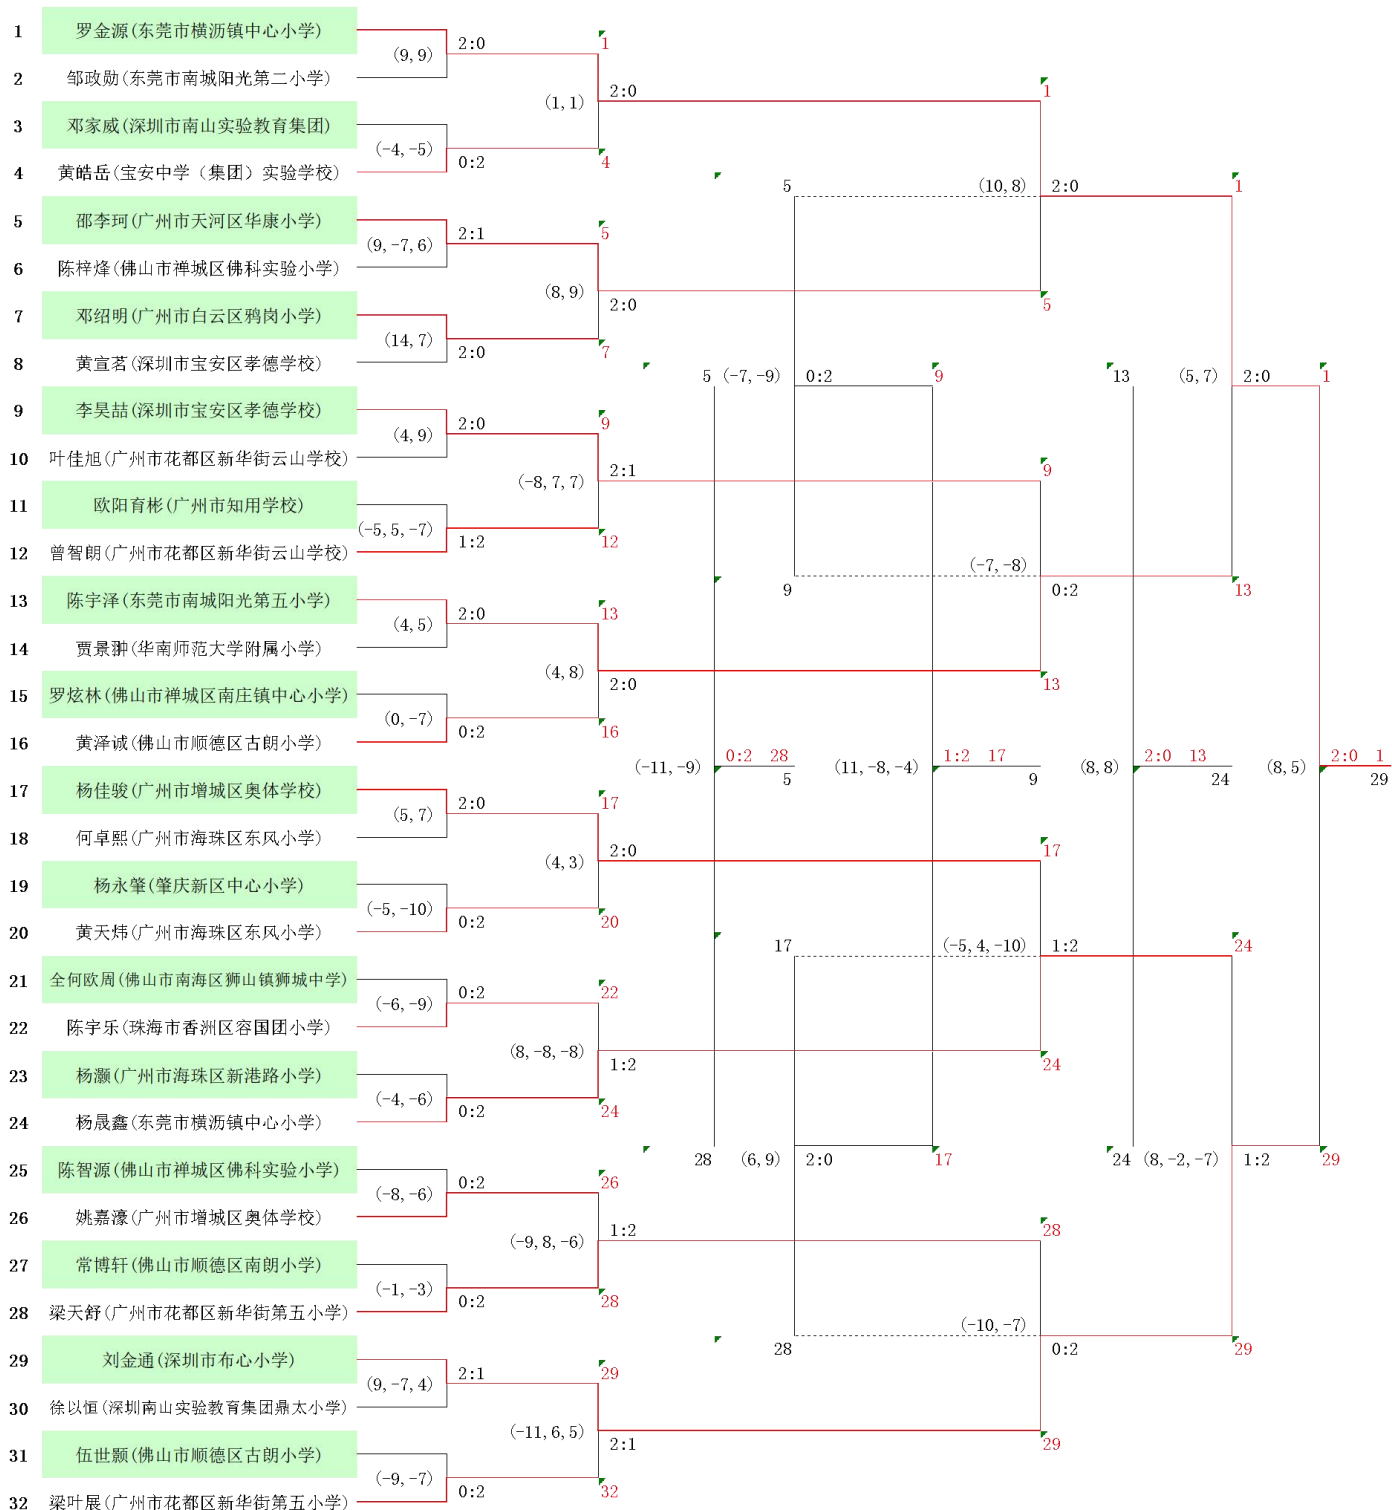 1 罗金源(东莞市横沥镇中心小学) 2:0 1
(9, 9)
2 邹政勋(东莞市南城阳光第二小学)
(1, 1) 2:0 1
3 邓家威(深圳市南山实验教育集团)
(-4, -5)
4 黄皓岳(宝安中学（集团）实验学校) 0:2 4
5 (10, 8) 2:0 1
5 邵李珂(广州市天河区华康小学) 2:1 5
(9, -7, 6)
6 陈梓烽(佛山市禅城区佛科实验小学)
(8, 9) 2:0 5
7 邓绍明(广州市白云区鸦岗小学)
(14, 7)
8 黄宣茗(深圳市宝安区孝德学校) 2:0 7
5 (-7, -9) 0:2 9 13 (5, 7) 2:0 1
9 李昊喆(深圳市宝安区孝德学校) 2:0 9
(4, 9)
10 叶佳旭(广州市花都区新华街云山学校)
(-8, 7, 7) 2:1 9
11 欧阳育彬(广州市知用学校)
(-5, 5, -7)
12 曾智朗(广州市花都区新华街云山学校) 1:2 12
9 (-7, -8) 0:2 13
13 陈宇泽(东莞市南城阳光第五小学) 2:0 13
(4, 5)
14 贾景翀(华南师范大学附属小学)
(4, 8) 2:0 13
15 罗炫林(佛山市禅城区南庄镇中心小学)
(0, -7)
16 黄泽诚(佛山市顺德区古朗小学) 0:2 16
(-11, -9) 0:2 28 (11, -8, -4) 1:2 17 (8, 8) 2:0 13 (8, 5) 2:0 1
5 9 24 29
17 杨佳骏(广州市增城区奥体学校) 2:0 17
(5, 7)
18 何卓熙(广州市海珠区东风小学)
(4, 3) 2:0 17
19 杨永肇(肇庆新区中心小学)
(-5, -10)
20 黄天炜(广州市海珠区东风小学) 0:2 20
17 (-5, 4, -10) 1:2 24
21 全何欧周(佛山市南海区狮山镇狮城中学) 0:2 22
(-6, -9)
22 陈宇乐(珠海市香洲区容国团小学)
(8, -8, -8) 1:2 24
23 杨灏(广州市海珠区新港路小学)
(-4, -6)
24 杨晟鑫(东莞市横沥镇中心小学) 0:2 24
28 (6, 9) 2:0 17 24 (8, -2, -7) 1:2 29
25 陈智源(佛山市禅城区佛科实验小学) 0:2 26
(-8, -6)
26 姚嘉濠(广州市增城区奥体学校)
(-9, 8, -6) 1:2 28
27 常博轩(佛山市顺德区南朗小学)
(-1, -3)
28 梁天舒(广州市花都区新华街第五小学) 0:2 28
28 (-10, -7) 0:2 29
29 刘金通(深圳市布心小学) 2:1 29
(9, -7, 4)
30 徐以恒(深圳南山实验教育集团鼎太小学)
(-11, 6, 5) 2:1 29
31 伍世颢(佛山市顺德区古朗小学)
(-9, -7)
32 梁叶展(广州市花都区新华街第五小学) 0:2 32